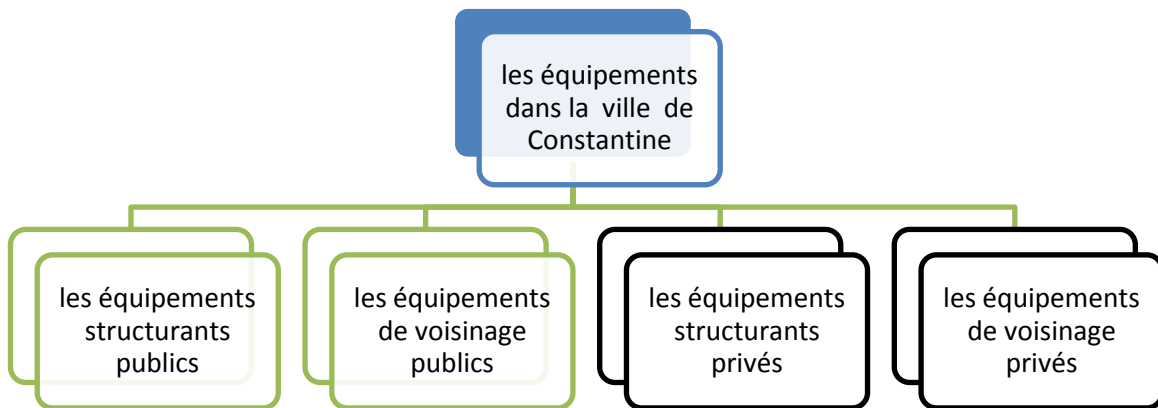 les équipements
dans la ville de
Constantine
les équipements
structurants
publics
les équipements
de voisinage
publics
les équipements
structurants
privés
les équipements
de voisinage
privés